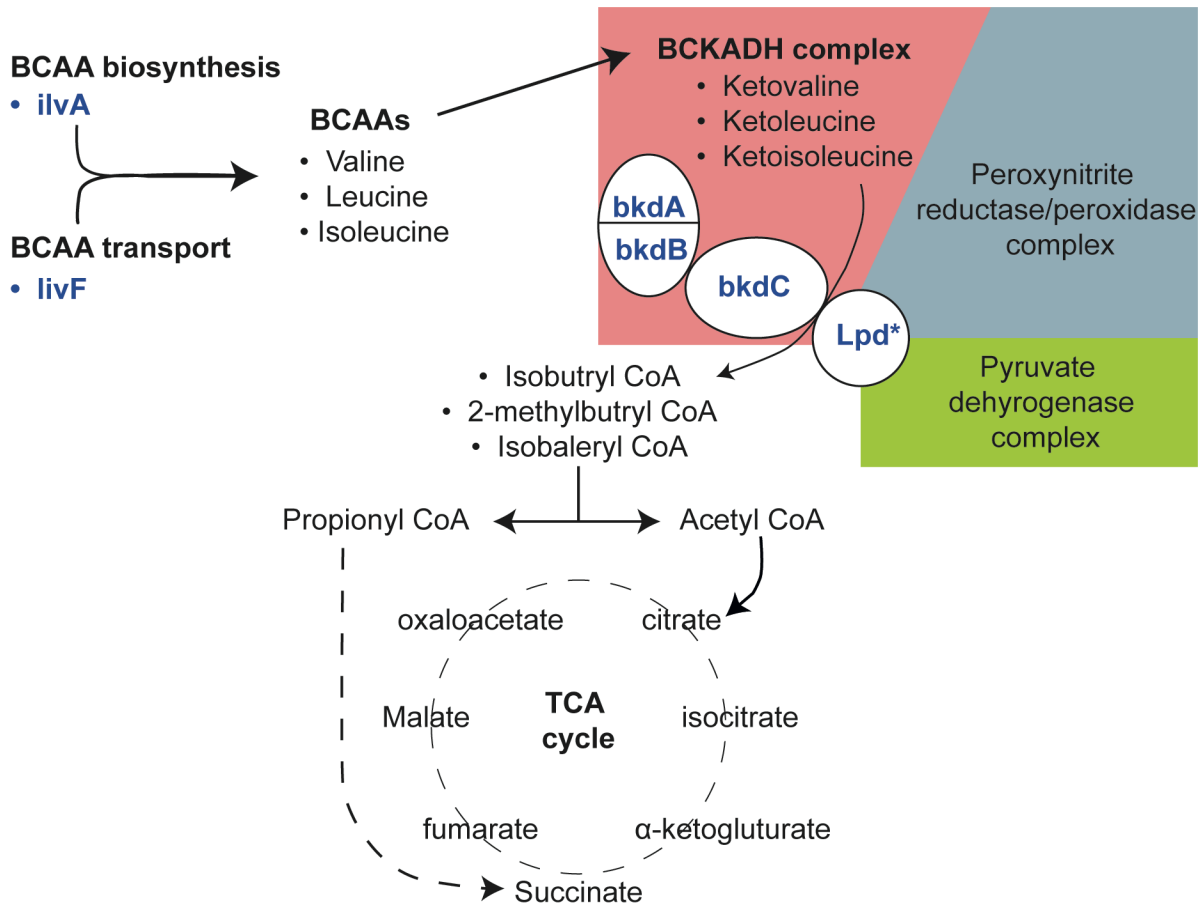 BCAA biosynthesis
• ilvA
BCAA transport
• livF
BCAAs
• Valine
• Leucine
• Isoleucine
BCKADH complex
• Ketovaline
• Ketoleucine
• Ketoisoleucine
bkdA
bkdB
bkdC
Lpd*
Peroxynitrite
reductase/peroxidase
complex
Pyruvate
dehyrogenase
complex
• Isobutryl CoA
• 2-methylbutryl CoA
• Isobaleryl CoA
Propionyl CoA
Acetyl CoA
oxaloacetate
citrate
Malate
TCA
cycle
isocitrate
fumarate
α-ketogluturate
Succinate